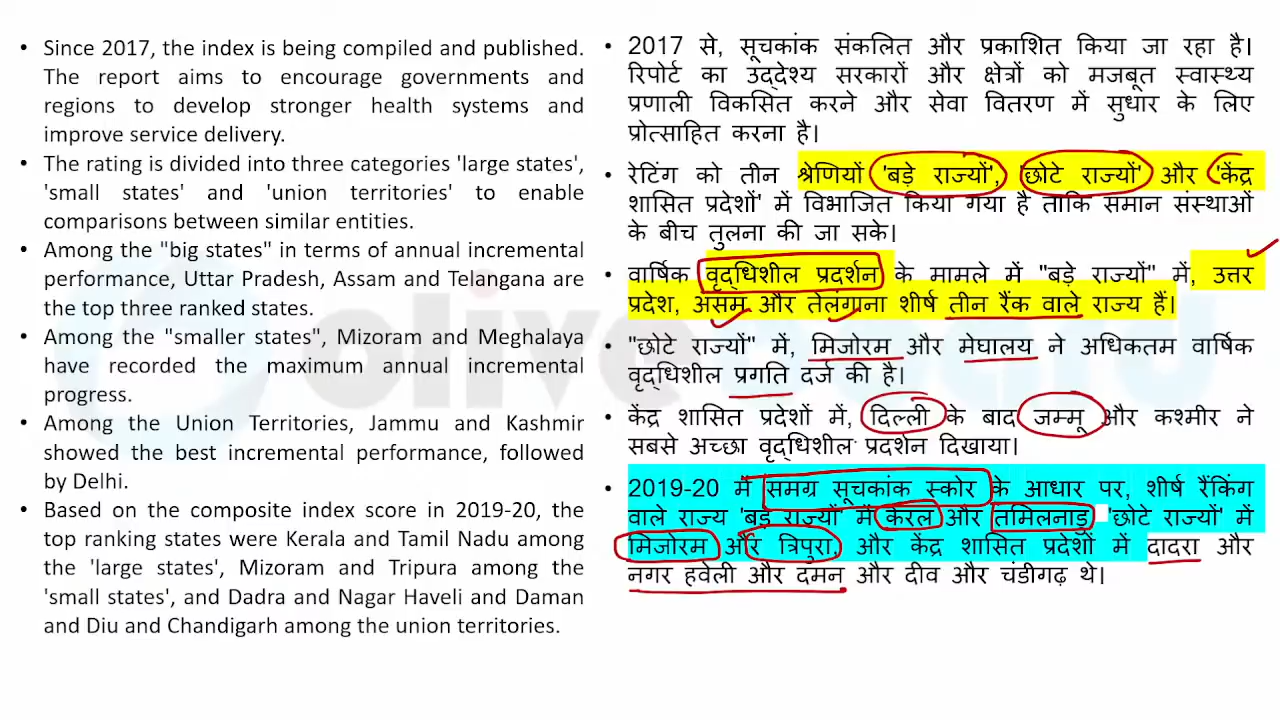 • Since 2017, the index is being compiled and published.
The report aims to encourage governments and
regions to develop stronger health systems and
improve service delivery.
• The rating is divided into three categories 'large states',
'small states' and 'union territories' to enable
comparisons between similar entities.
• Among the "big states" in terms of annual incremental
performance, Uttar Pradesh, Assam and Telangana are
the top three ranked states.
• Among the "smaller states", Mizoram and Meghalaya
have recorded the maximum annual incremental
progress.
• Among the Union Territories, Jammu and Kashmir
showed the best incremental performance, followed
by Delhi.
• Based on the composite index score in 2019-20, the
top ranking states were Kerala and Tamil Nadu among
the 'large states', Mizoram and Tripura among the
'small states', and Dadra and Nagar Haveli and Daman
and Diu and Chandigarh among the union territories.
• 2017 से, सूचकांक संकलित और प्रकाशित किया जा रहा है।
रिपोर्ट का उद्देश्य सरकारों और क्षेत्रों को मजबूत स्वास्थ्य
प्रणाली विकसित करने और सेवा वितरण में सुधार के लिए
प्रोत्साहित करना है।
• रेटिंग को तीन श्रेणियों 'बड़े राज्यों', 'छोटे राज्यों' और 'केंद्र
शासित प्रदेशों' में विभाजित किया गया है ताकि समान संस्थाओं
के बीच तुलना की जा सके।
• वार्षिक वृद्धिशील प्रदर्शन के मामले में "बड़े राज्यों" में, उत्तर
प्रदेश, असम और तेलंगाना शीर्ष तीन रैंक वाले राज्य हैं।
• "छोटे राज्यों" में, मिजोरम और मेघालय ने अधिकतम वार्षिक
वृद्धिशील प्रगति दर्ज की है।
• केंद्र शासित प्रदेशों में, दिल्ली के बाद जम्मू और कश्मीर ने
सबसे अच्छा वृद्धिशील प्रदर्शन दिखाया।
• 2019-20 में समग्र सूचकांक स्कोर के आधार पर, शीर्ष रैंकिंग
वाले राज्य 'बड़े राज्यों' में केरल और तमिलनाडु 'छोटे राज्यों' में
मिजोरम और त्रिपुरा, और केंद्र शासित प्रदेशों में दादरा और
नगर हवेली और दमन और दीव और चंडीगढ़ थे।
oliveboard